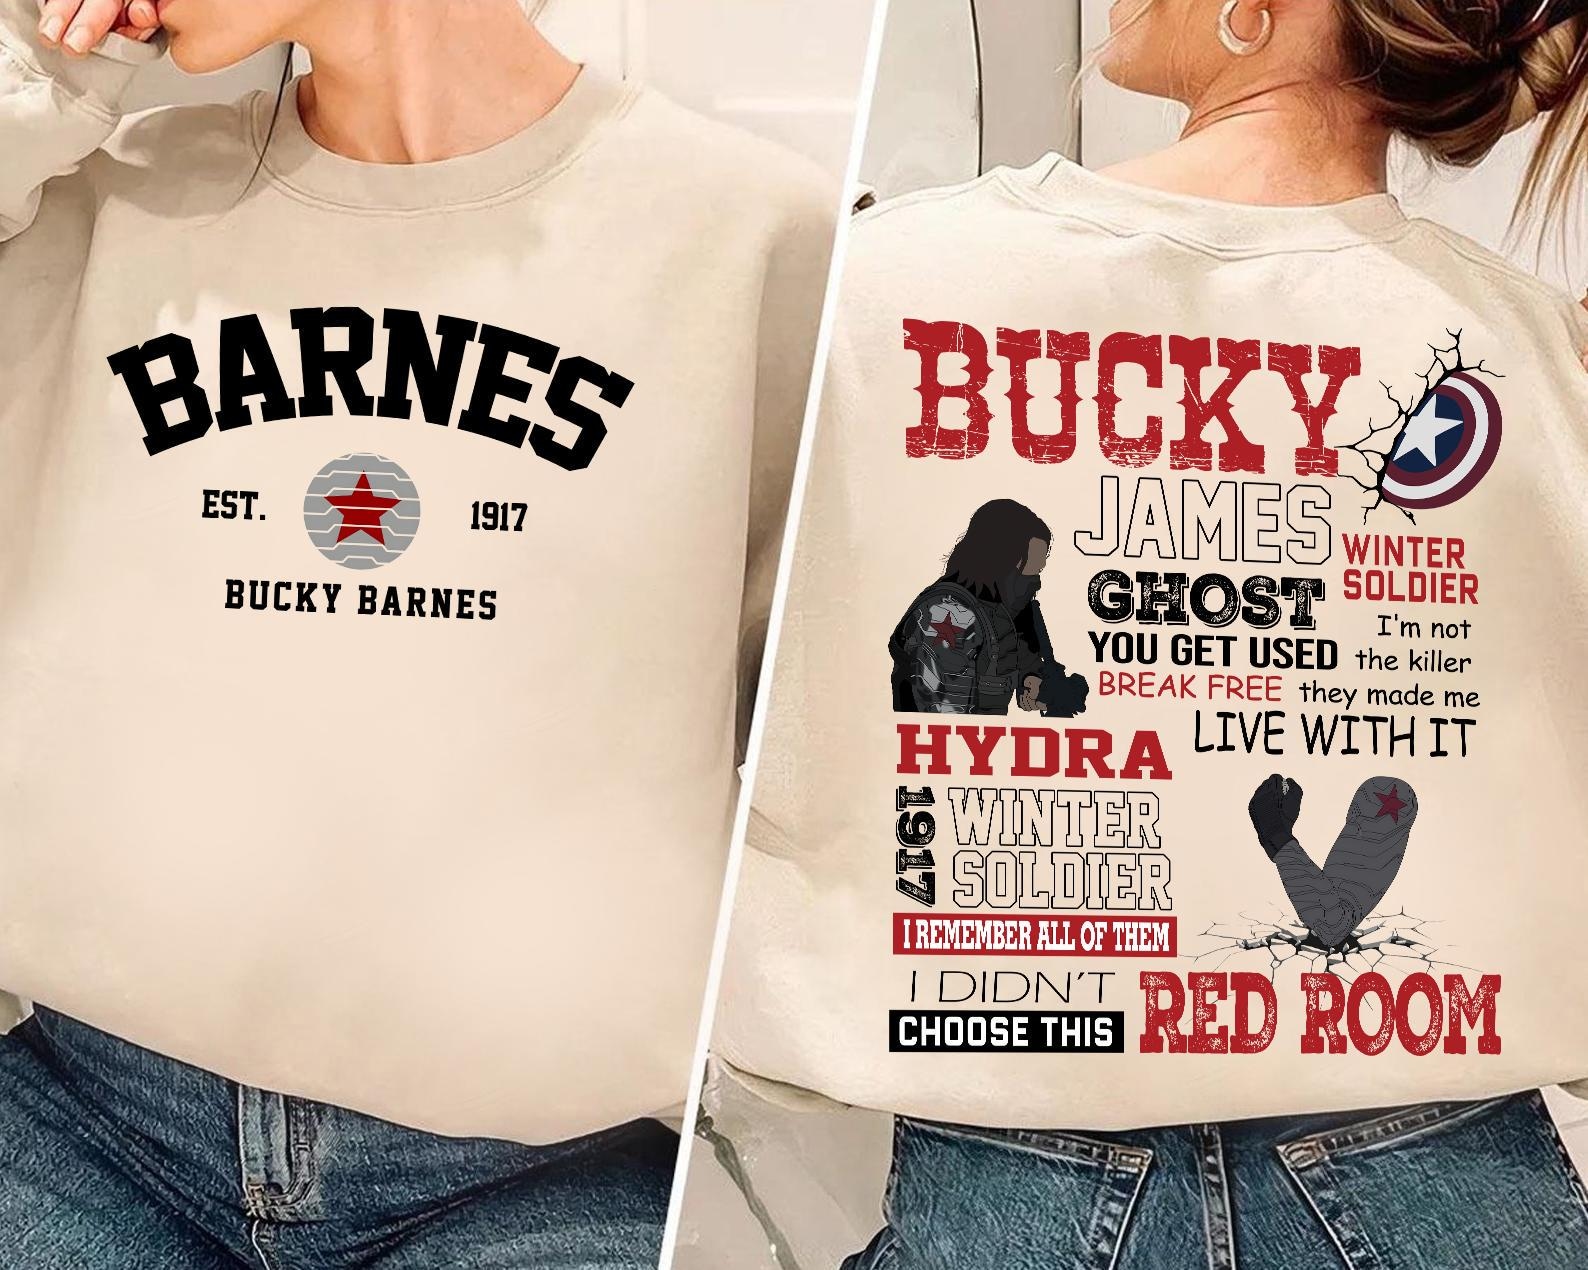 BARNES
EST. 1917
BUCKY BARNES
BUCKY
JAMES
WINTER
SOLDIER
GHOST
I'm not
YOU GET USED
the killer
BREAK FREE
they made me
LIVE WITH IT
HYDRA
1917
WINTER
SOLDIER
I REMEMBER ALL OF THEM
I DIDN'T
CHOOSE THIS
RED ROOM